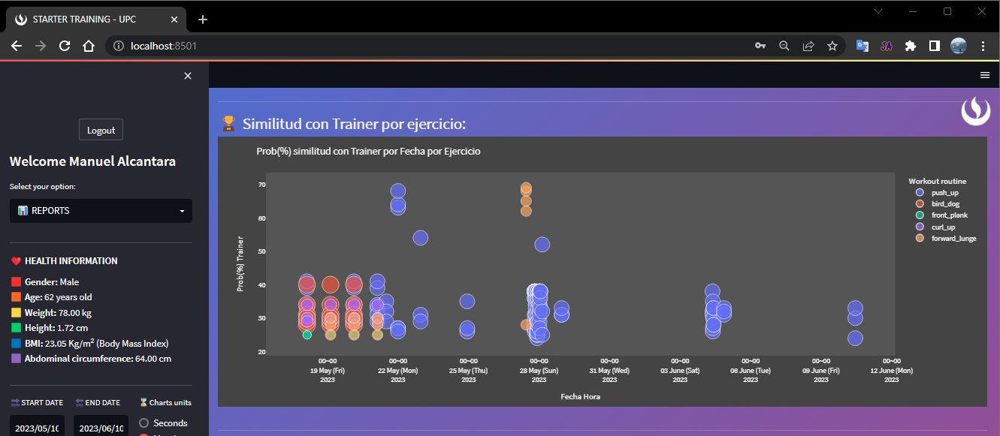 STARTER TRAINING - UPC
localhost:8501
Logout
Welcome Manuel Alcantara
Select your option:
REPORTS
HEALTH INFORMATION
Gender: Male
Age: 62 years old
Weight: 78.00 kg
Height: 1.72 cm
BMI: 23.05 Kg/m² (Body Mass Index)
Abdominal circumference: 64.00 cm
START DATE
END DATE
Charts units
2023/05/10
2023/06/10
Seconds
Similitud con Trainer por ejercicio:
Prob(%) similitud con Trainer por Fecha por Ejercicio
Prob(%) Trainer
70
60
50
40
30
20
00~00
19 May (Fri)
2023
00~00
22 May (Mon)
2023
00~00
25 May (Thu)
2023
00~00
28 May (Sun)
2023
00~00
31 May (Wed)
2023
00~00
03 June (Sat)
2023
00~00
06 June (Tue)
2023
00~00
09 June (Fri)
2023
00~00
12 June (Mon)
2023
Fecha Hora
Workout routine
push_up
bird_dog
front_plank
curl_up
forward_lunge